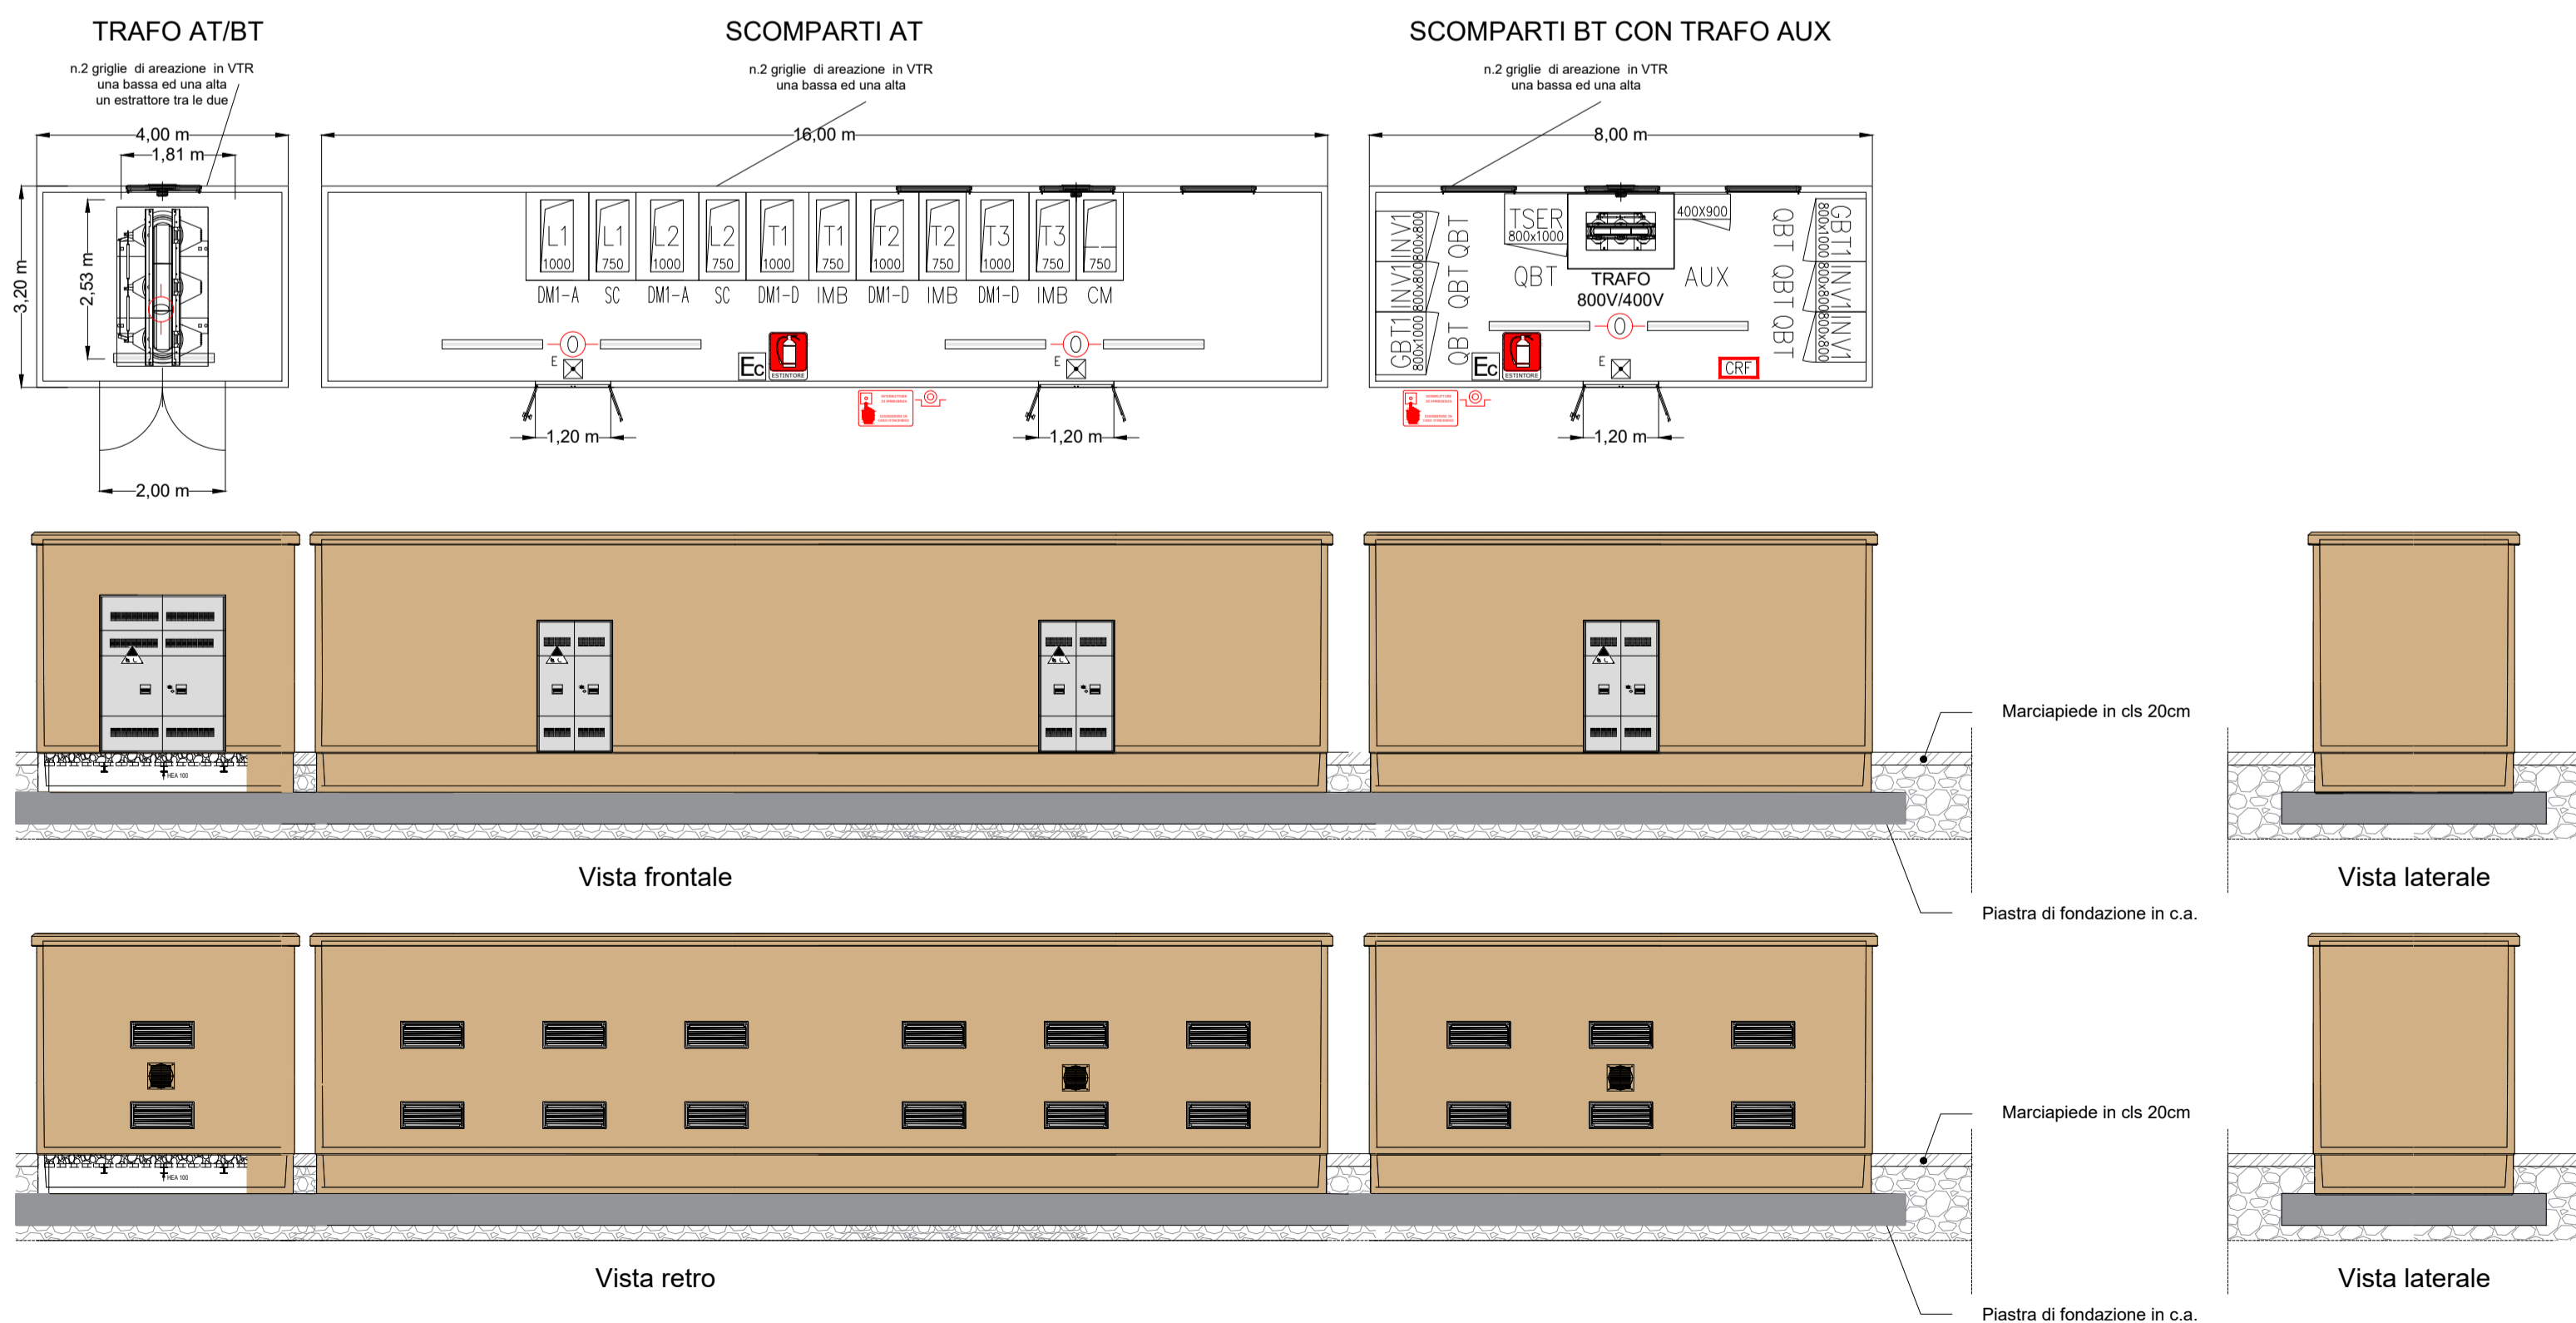 TRAFO AT/BT
n.2 griglie di areazione in VTR
una bassa ed una alta
un estrattore tra le due
4,00 m
1,81 m
3,20 m
2,53 m
2,00 m
SCOMPARTI AT
n.2 griglie di areazione in VTR
una bassa ed una alta
16,00 m
L1 L1 L2 L2 T1 T1 T2 T2 T3 T3
1000 750 1000 750 1000 750 1000 750 1000 750 750
DM1-A SC DM1-A SC DM1-D IMB DM1-D IMB DM1-D IMB CM
O O
E E
Ec
ESTINTORE
1,20 m 1,20 m
SCOMPARTI BT CON TRAFO AUX
n.2 griglie di areazione in VTR
una bassa ed una alta
8,00 m
GBT1 INV1 INV1
800x1000 800x800 800x800
QBT QBT QBT
TSER
800x1000
QBT
TRAFO
800V/400V
400X900
AUX
QBT QBT QBT
GBT1 INV1 INV1
800x1000 800x800 800x800
O
E
Ec
ESTINTORE
CRF
1,20 m
HEA 100
Marciapiede in cls 20cm
Vista frontale
Vista laterale
Piastra di fondazione in c.a.
HEA 100
Marciapiede in cls 20cm
Vista retro
Vista laterale
Piastra di fondazione in c.a.